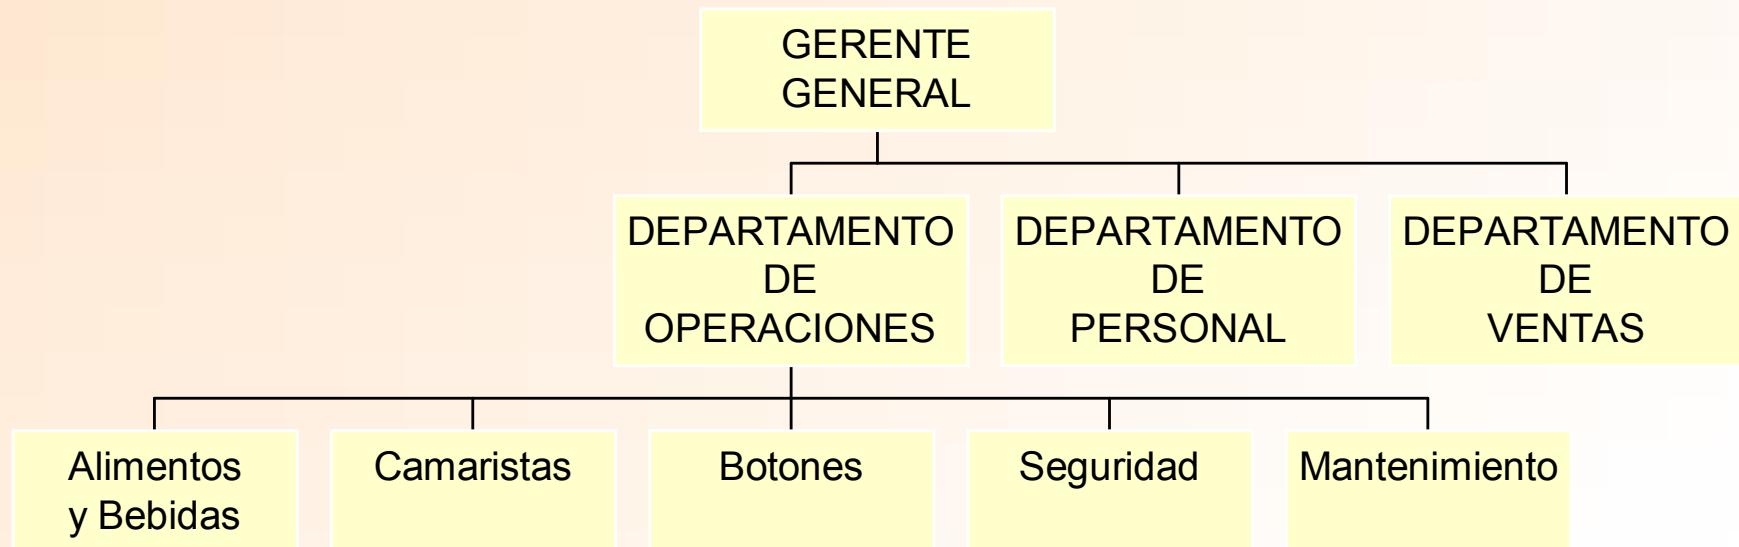 GERENTE
GENERAL
DEPARTAMENTO
DE
OPERACIONES
DEPARTAMENTO
DE
PERSONAL
DEPARTAMENTO
DE
VENTAS
Alimentos
y Bebidas
Camaristas
Botones
Seguridad
Mantenimiento